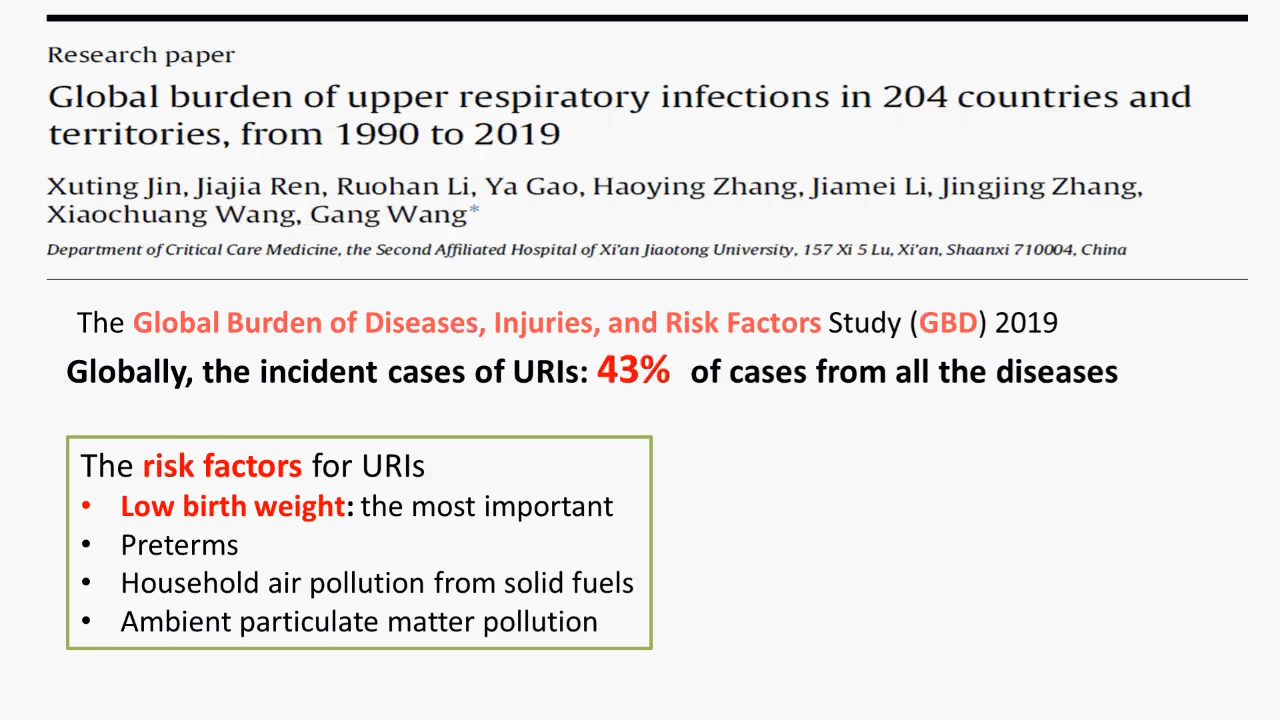 Research paper
Global burden of upper respiratory infections in 204 countries and
territories, from 1990 to 2019
Xuting Jin, Jiajia Ren, Ruohan Li, Ya Gao, Haoying Zhang, Jiamei Li, Jingjing Zhang,
Xiaochuang Wang, Gang Wang*
Department of Critical Care Medicine, the Second Affiliated Hospital of Xi'an Jiaotong University, 157 Xi 5 Lu, Xi'an, Shaanxi 710004, China
The Global Burden of Diseases, Injuries, and Risk Factors Study (GBD) 2019
Globally, the incident cases of URIs: 43% of cases from all the diseases
The risk factors for URIs
• Low birth weight: the most important
• Preterms
• Household air pollution from solid fuels
• Ambient particulate matter pollution